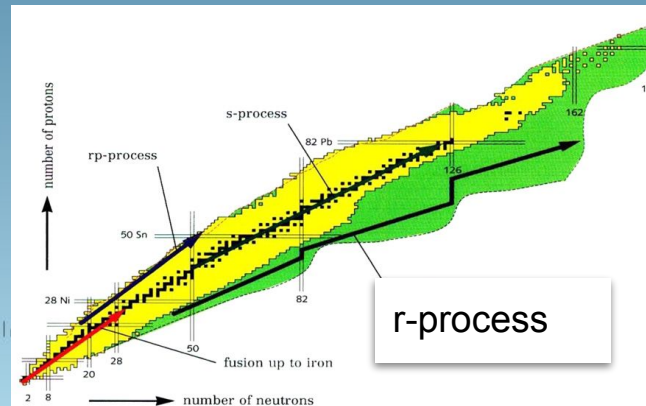 number of protons
s-process
rp-process
82 Pb
162
126
50 Sn
82
28 Ni
r-process
50
28
20
fusion up to iron
2 8
number of neutrons